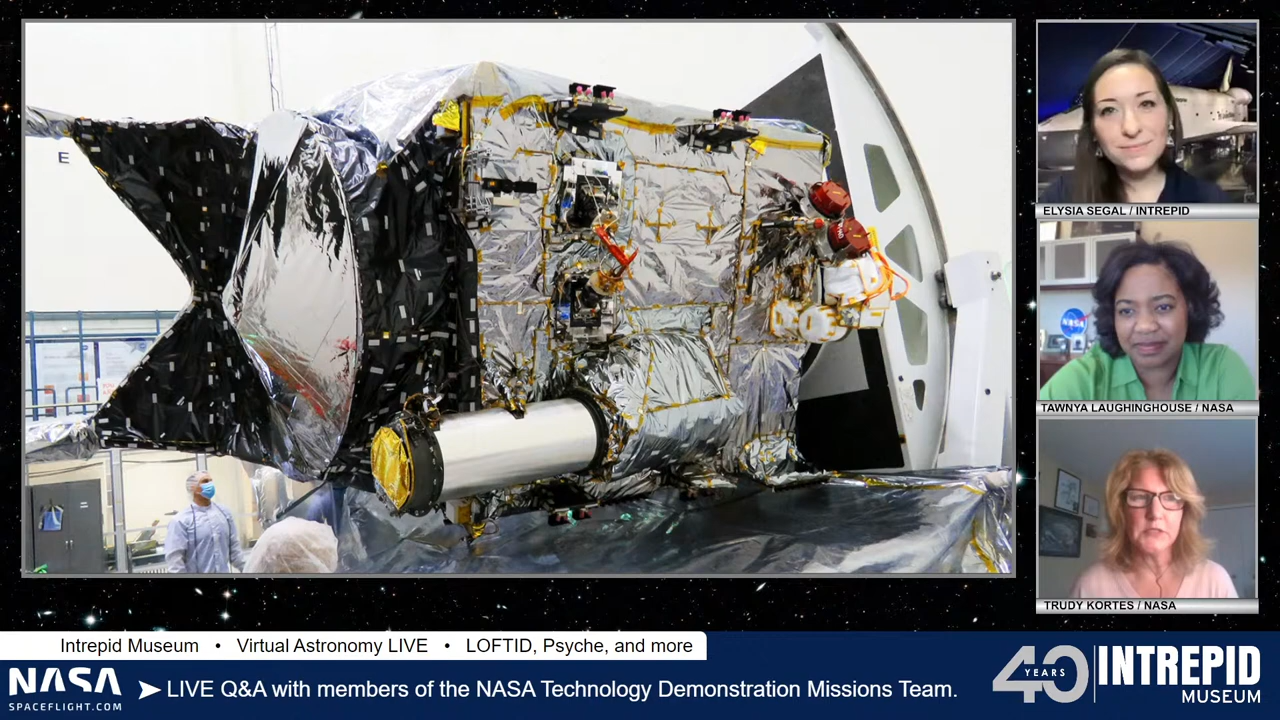 E
ELYSIA SEGAL / INTREPID
NASA
TAWNYA LAUGHINGHOUSE / NASA
TRUDY KORTES / NASA
Intrepid Museum • Virtual Astronomy LIVE • LOFTID, Psyche, and more
NASA
SPACEFLIGHT.COM
LIVE Q&A with members of the NASA Technology Demonstration Missions Team.
40
YEARS
INTREPID
MUSEUM